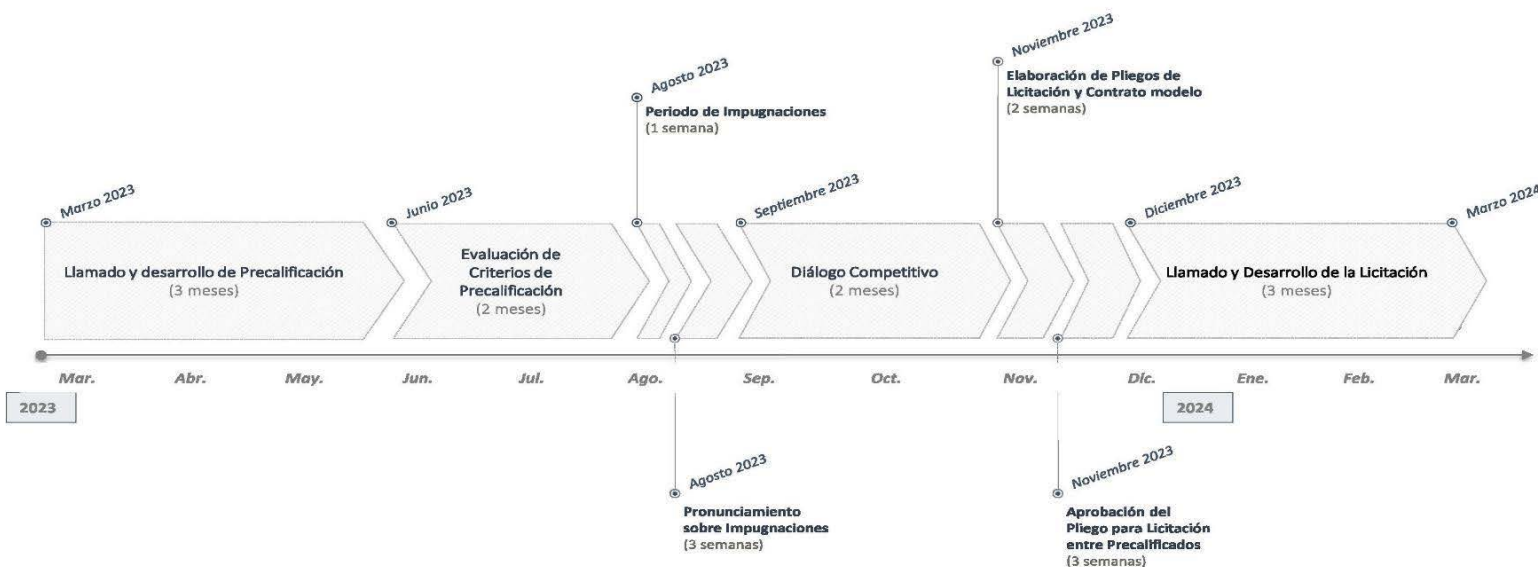 Noviembre 2023
Elaboración de Pliegos de
Licitación y Contrato modelo
(2 semanas)
Agosto 2023
Periodo de Impugnaciones
(1 semana)
Marzo 2023
Junio 2023
Septiembre 2023
Diciembre 2023
Marzo 2024
Llamado y desarrollo de Precalificación
(3 meses)
Evaluación de
Criterios de
Precalificación
(2 meses)
Diálogo Competitivo
(2 meses)
Llamado y Desarrollo de la Licitación
(3 meses)
Mar. Abr. May. Jun. Jul. Ago. Sep. Oct. Nov. Dic. Ene. Feb. Mar.
2023 2024
Agosto 2023
Pronunciamiento
sobre Impugnaciones
(3 semanas)
Noviembre 2023
Aprobación del
Pliego para Licitación
entre Precalificados
(3 semanas)